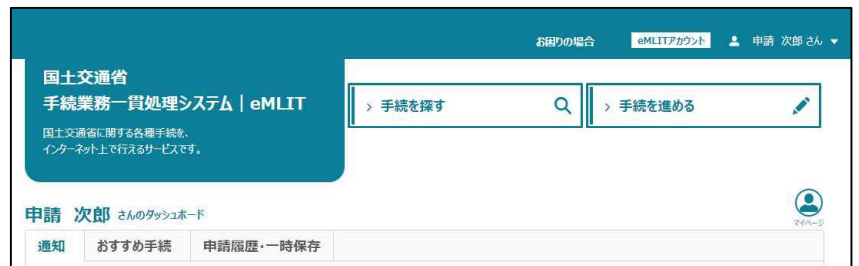 お困りの場合 eMLITアカウント 申請 次郎 さん ▼
国土交通省
手続業務一貫処理システム | eMLIT
国土交通省に関する各種手続を、
インターネット上で行えるサービスです。
> 手続を探す
> 手続を進める
申請 次郎 さんのダッシュボード
マイページ
通知 おすすめ手続 申請履歴・一時保存